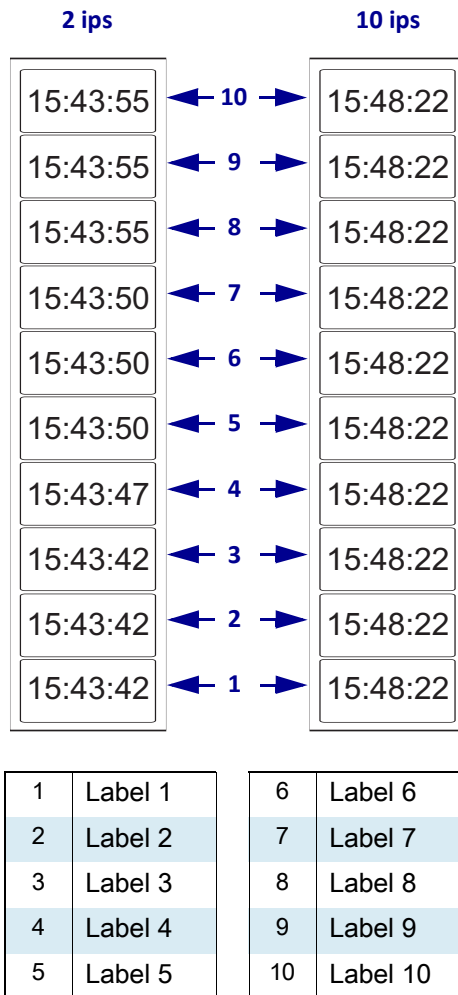 2 ips 10 ips
15:43:55 10 15:48:22
15:43:55 9 15:48:22
15:43:55 8 15:48:22
15:43:50 7 15:48:22
15:43:50 6 15:48:22
15:43:50 5 15:48:22
15:43:47 4 15:48:22
15:43:42 3 15:48:22
15:43:42 2 15:48:22
15:43:42 1 15:48:22
1 Label 1 6 Label 6
2 Label 2 7 Label 7
3 Label 3 8 Label 8
4 Label 4 9 Label 9
5 Label 5 10 Label 10